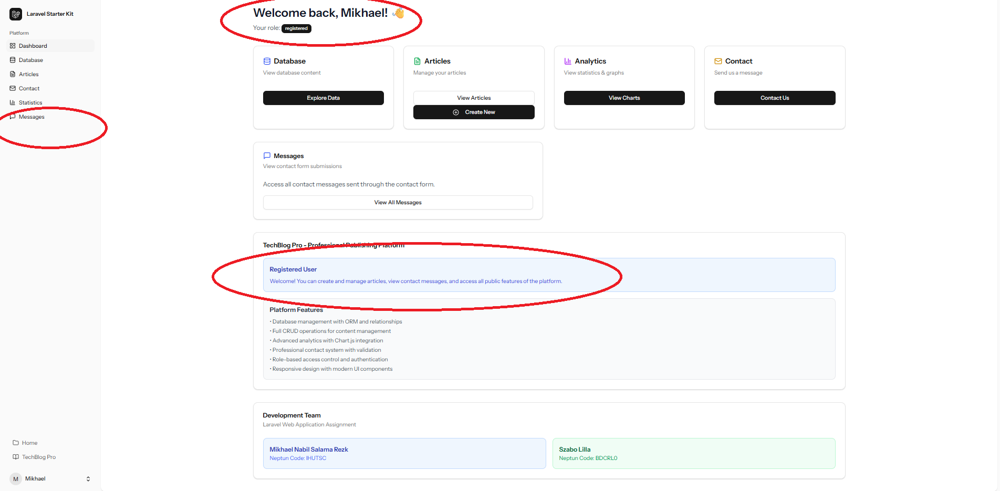 Laravel Starter Kit
Platform
Dashboard
Database
Articles
Contact
Statistics
Messages
Home
TechBlog Pro
M Mikhael
Welcome back, Mikhael! 👋
Your role: registered
Database
View database content
Explore Data
Articles
Manage your articles
View Articles
Create New
Analytics
View statistics & graphs
View Charts
Contact
Send us a message
Contact Us
Messages
View contact form submissions
Access all contact messages sent through the contact form.
View All Messages
TechBlog Pro - Professional Publishing Platform
Registered User
Welcome! You can create and manage articles, view contact messages, and access all public features of the platform.
Platform Features
• Database management with ORM and relationships
• Full CRUD operations for content management
• Advanced analytics with Chart.js integration
• Professional contact system with validation
• Role-based access control and authentication
• Responsive design with modern UI components
Development Team
Laravel Web Application Assignment
Mikhael Nabil Salama Rezk
Neptun Code: IHUTSC
Szabo Lilla
Neptun Code: BDCRL0